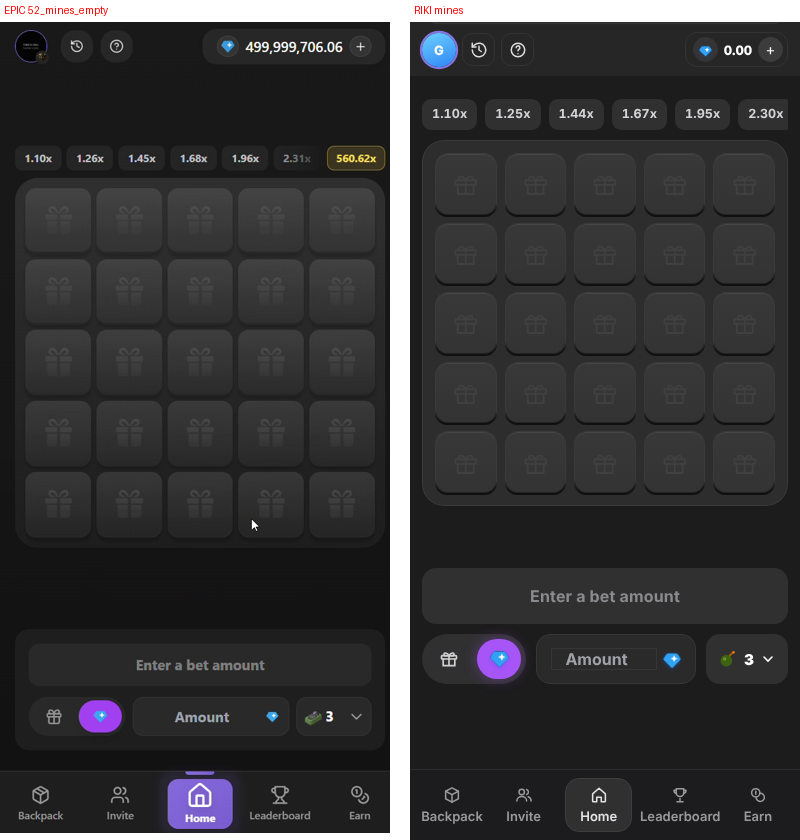 EPIC 52_mines_empty
499,999,706.06 +
1.10x 1.26x 1.45x 1.68x 1.96x 2.31x 560.62x
Enter a bet amount
Amount 3
Backpack Invite Home Leaderboard Earn
RIKI mines
G 0.00 +
1.10x 1.25x 1.44x 1.67x 1.95x 2.30x
Enter a bet amount
Amount 3
Backpack Invite Home Leaderboard Earn